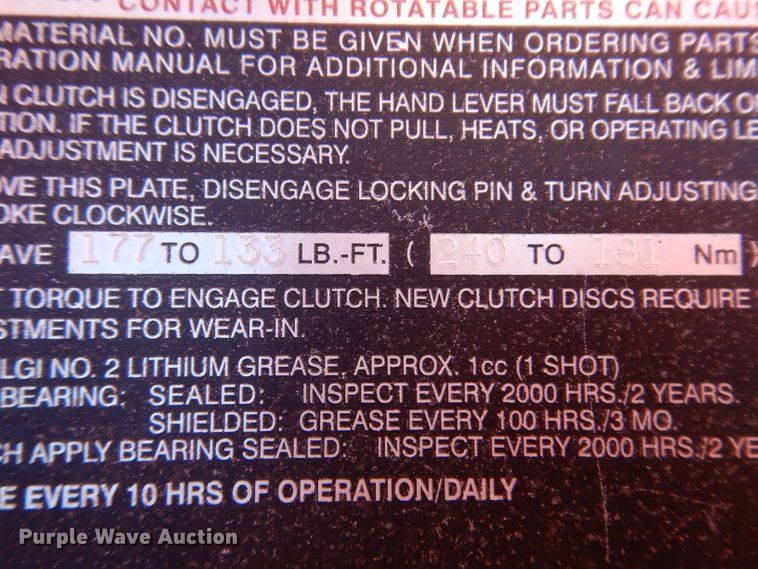 CONTACT WITH ROTATABLE PARTS CAN CAU
MATERIAL NO. MUST BE GIVEN WHEN ORDERING PARTS
RATION MANUAL FOR ADDITIONAL INFORMATION & LIM
N CLUTCH IS DISENGAGED, THE HAND LEVER MUST FALL BACK O
TION. IF THE CLUTCH DOES NOT PULL, HEATS, OR OPERATING LE
ADJUSTMENT IS NECESSARY.
OVE THIS PLATE, DISENGAGE LOCKING PIN & TURN ADJUSTING
OKE CLOCKWISE.
AVE 177 TO 133 LB.-FT. ( 240 TO 181 Nm )
T TORQUE TO ENGAGE CLUTCH. NEW CLUTCH DISCS REQUIRE
STMENTS FOR WEAR-IN.
LGI NO. 2 LITHIUM GREASE, APPROX. 1cc (1 SHOT)
BEARING: SEALED: INSPECT EVERY 2000 HRS./2 YEARS.
SHIELDED: GREASE EVERY 100 HRS./3 MO.
CH APPLY BEARING SEALED: INSPECT EVERY 2000 HRS./2 YE
E EVERY 10 HRS OF OPERATION/DAILY
Purple Wave Auction